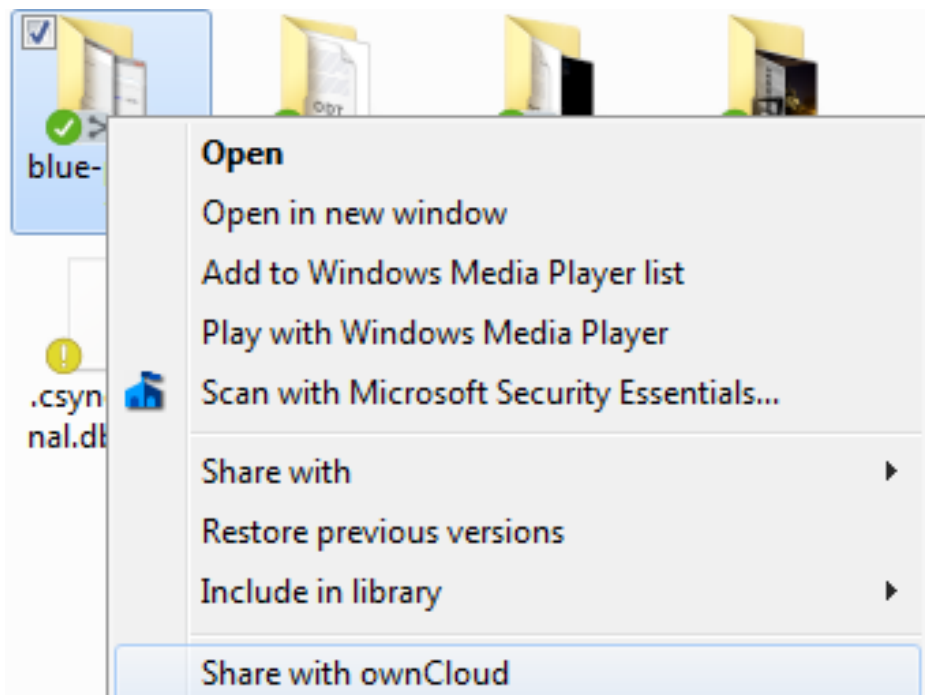 ODT
blue-
Open
Open in new window
Add to Windows Media Player list
Play with Windows Media Player
Scan with Microsoft Security Essentials...
.csyn
nal.db
Share with
Restore previous versions
Include in library
Share with ownCloud